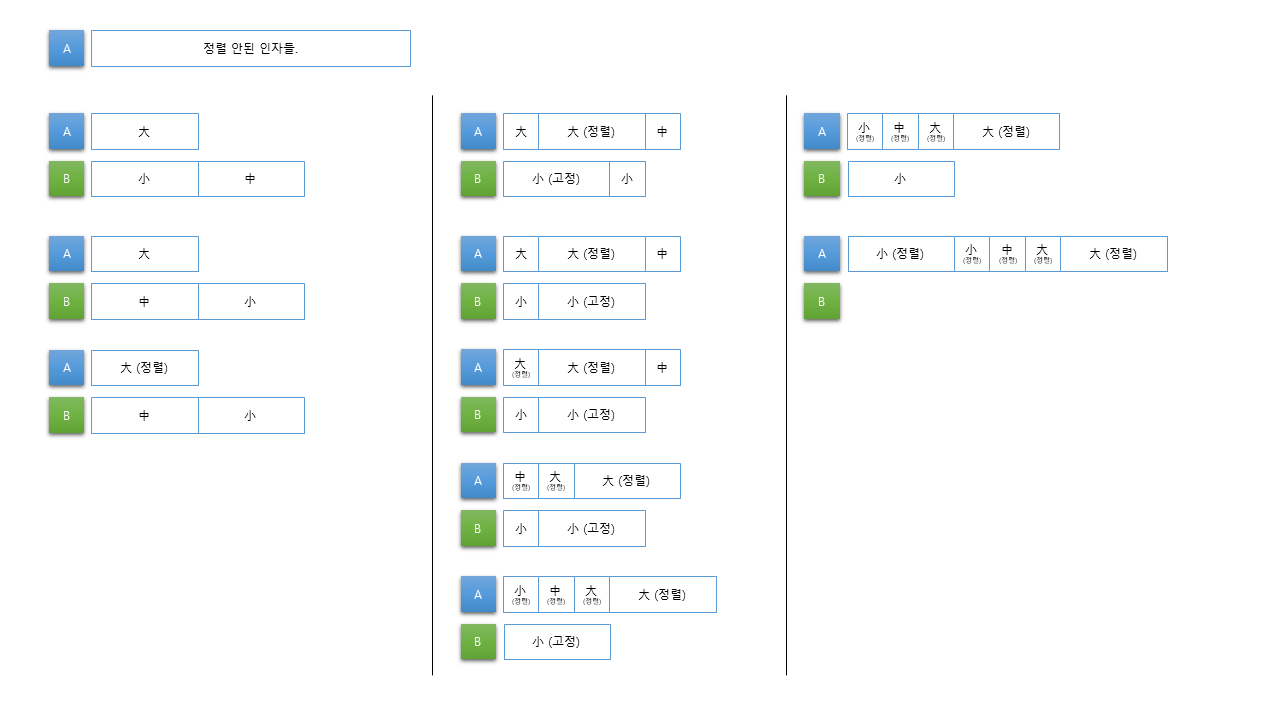 A 정렬 안된 인자들.
A 大
B 小 中
A 大
B 中 小
A 大 (정렬)
B 中 小
A 大 大 (정렬) 中
B 小 (고정) 小
A 大 大 (정렬) 中
B 小 小 (고정)
A 大 (정렬) 大 (정렬) 中
B 小 小 (고정)
A 中 (정렬) 大 (정렬) 大 (정렬)
B 小 小 (고정)
A 小 (정렬) 中 (정렬) 大 (정렬) 大 (정렬)
B 小 (고정)
A 小 (정렬) 中 (정렬) 大 (정렬) 大 (정렬)
B 小
A 小 (정렬) 小 (정렬) 中 (정렬) 大 (정렬) 大 (정렬)
B